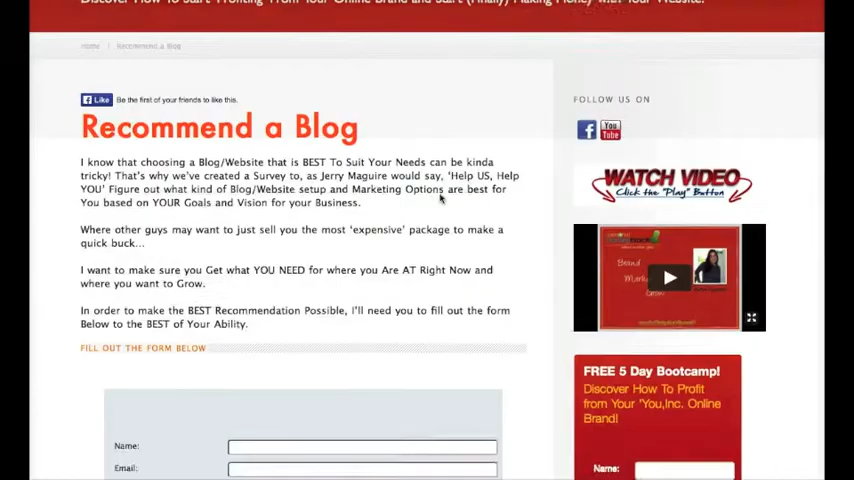 Discover How To Start Profiting From Your Online Brand and Start (Finally) Making Money with Your Website.
Home / Recommend a Blog
Like Be the first of your friends to like this.
Recommend a Blog
I know that choosing a Blog/Website that is BEST To Suit Your Needs can be kinda
tricky! That's why we've created a Survey to, as Jerry Maguire would say, 'Help US, Help
YOU' Figure out what kind of Blog/Website setup and Marketing Options are best for
You based on YOUR Goals and Vision for your Business.
Where other guys may want to just sell you the most 'expensive' package to make a
quick buck...
I want to make sure you Get what YOU NEED for where you Are AT Right Now and
where you want to Grow.
In order to make the BEST Recommendation Possible, I'll need you to fill out the form
Below to the BEST of Your Ability.
FILL OUT THE FORM BELOW
Name:
Email:
FOLLOW US ON
You Tube
WATCH VIDEO
Click the "Play" Button
Brand
FREE 5 Day Bootcamp!
Discover How To Profit
from Your 'You,Inc. Online
Brand!
Name: